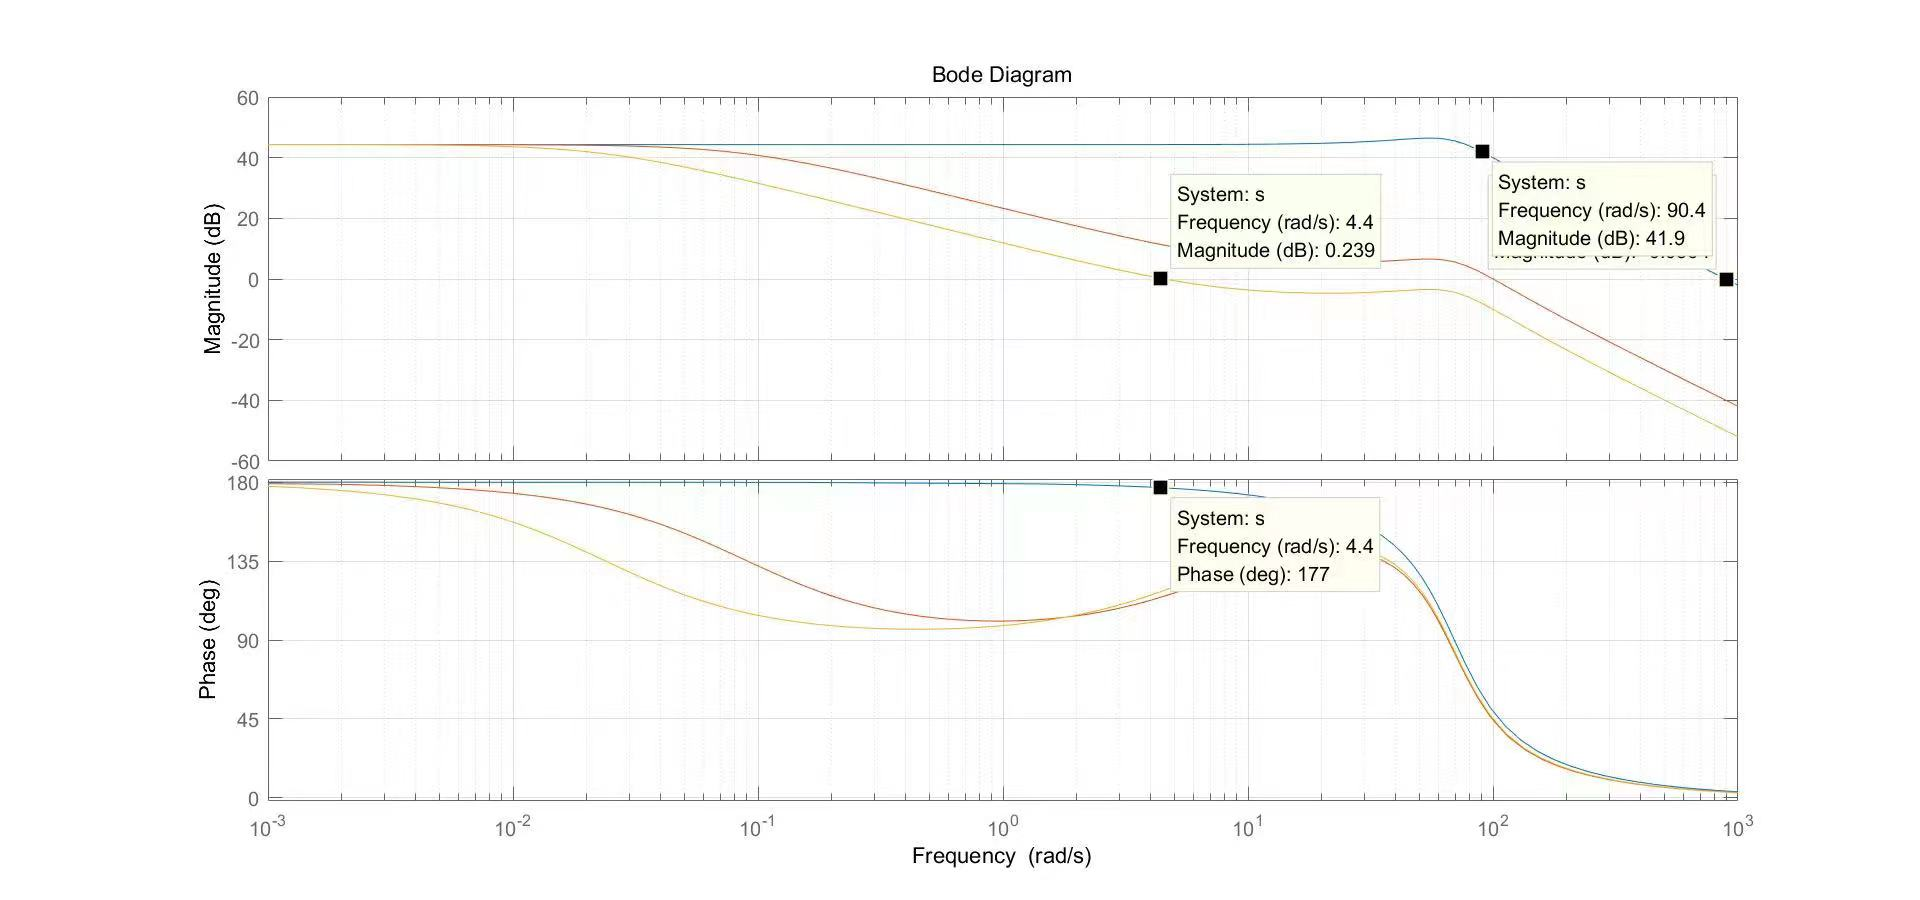 Bode Diagram
60
40
20
0
-20
-40
-60
Magnitude (dB)
System: s
Frequency (rad/s): 4.4
Magnitude (dB): 0.239
System: s
Frequency (rad/s): 90.4
Magnitude (dB): 41.9
Magnitude (dB):
180
135
90
45
0
Phase (deg)
System: s
Frequency (rad/s): 4.4
Phase (deg): 177
10-3
10-2
10-1
100
101
102
103
Frequency (rad/s)